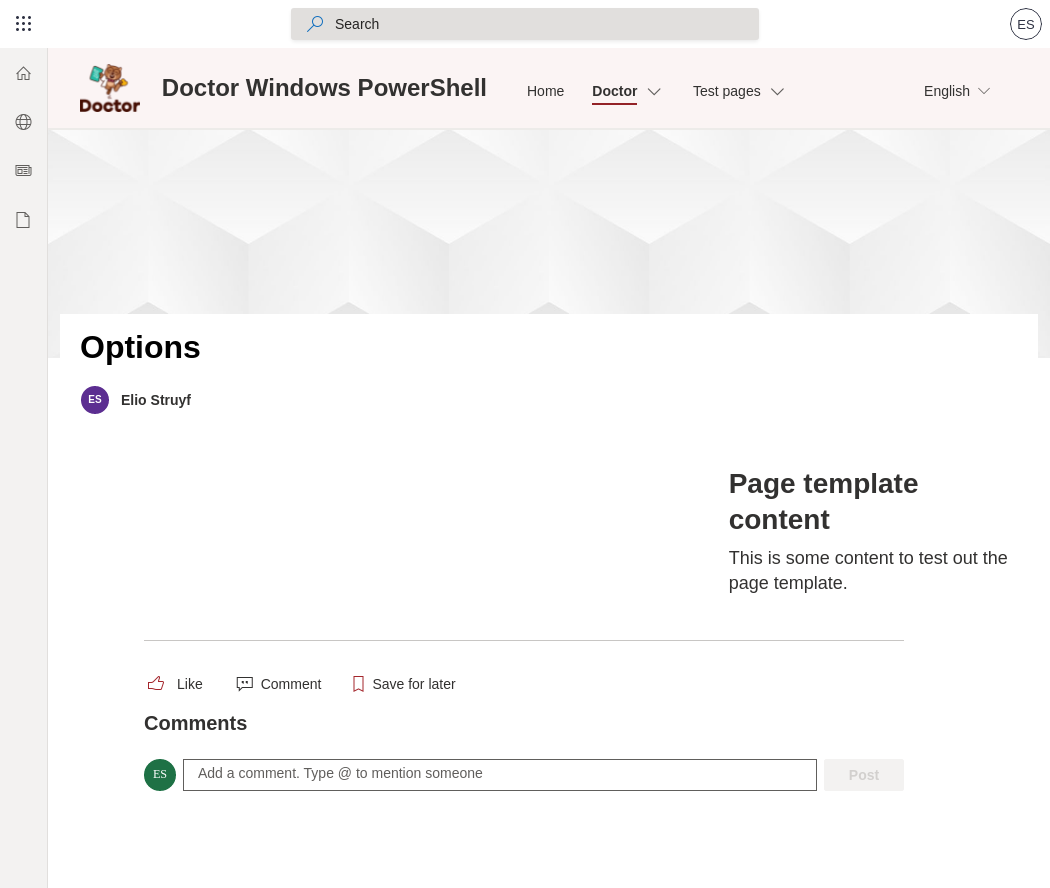 Search
ES
Doctor
Doctor Windows PowerShell
Home
Doctor
Test pages
English
Options
ES
Elio Struyf
Page template
content
This is some content to test out the
page template.
Like
Comment
Save for later
Comments
ES
Add a comment. Type @ to mention someone
Post